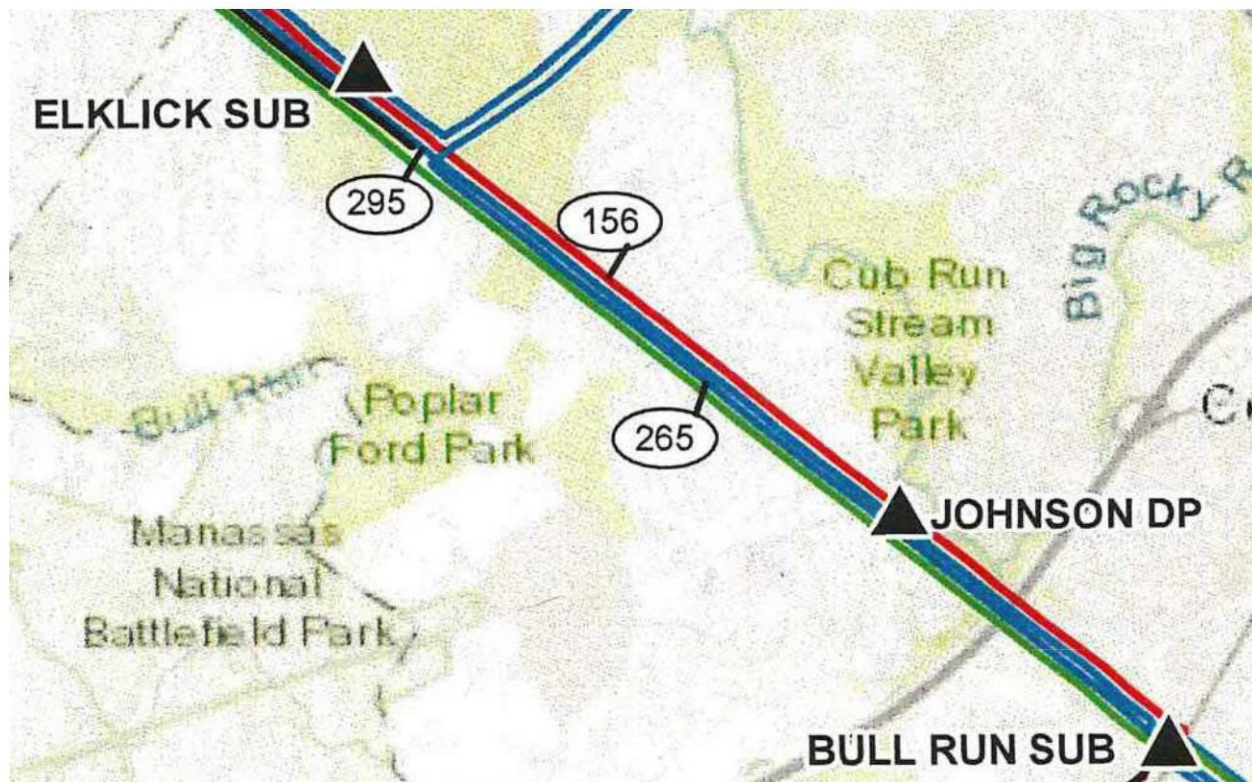 ELKLICK SUB
295
156
Cub Run
Stream
Valley
Park
Big Rocky
Bull Run
Poplar
Ford Park
265
JOHNSON DP
Manassas
National
Battlefield Park
BULL RUN SUB